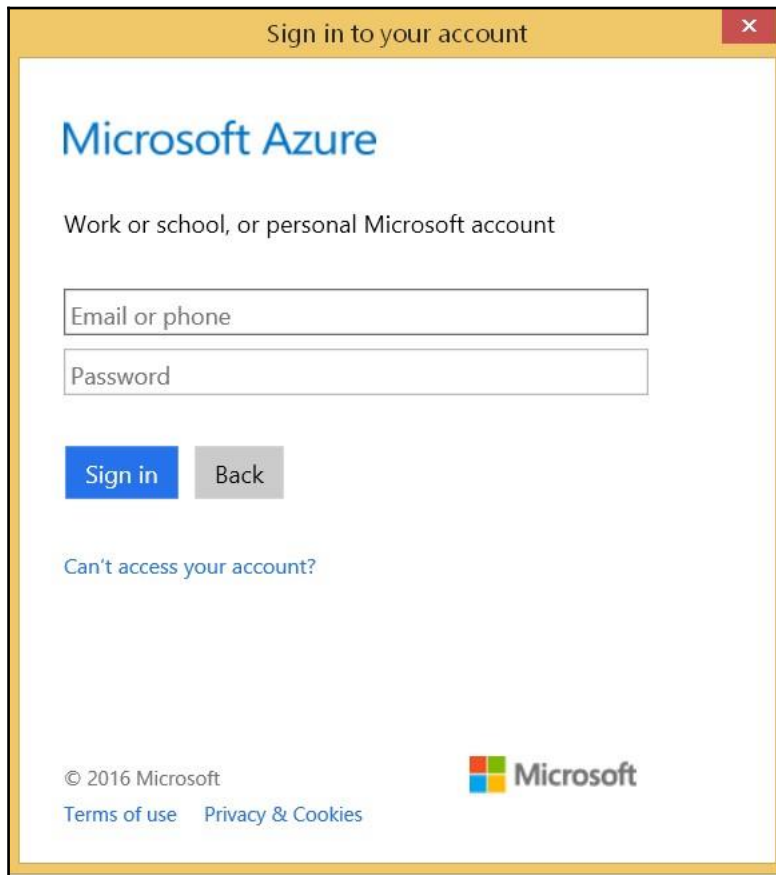 Sign in to your account
Microsoft Azure
Work or school, or personal Microsoft account
Email or phone
Password
Sign in Back
Can't access your account?
© 2016 Microsoft
Microsoft
Terms of use Privacy & Cookies